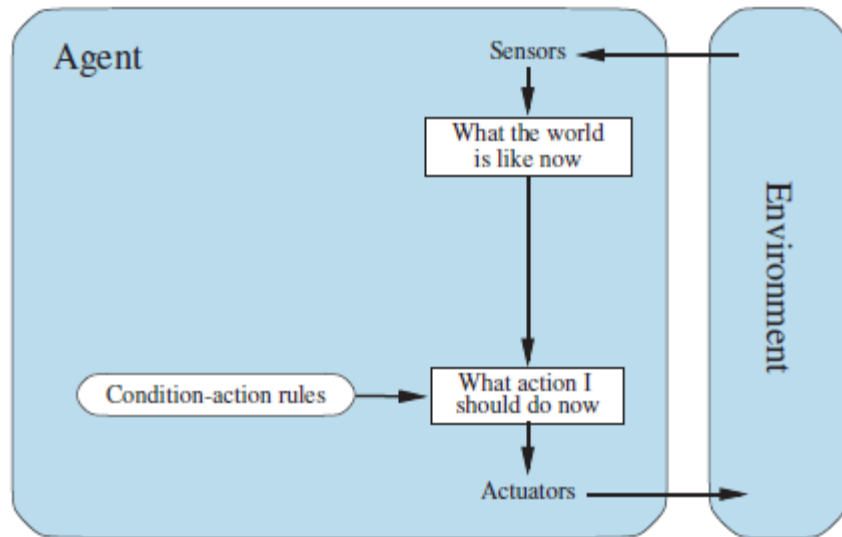 Agent
Sensors
What the world
is like now
Environment
Condition-action rules
What action I
should do now
Actuators